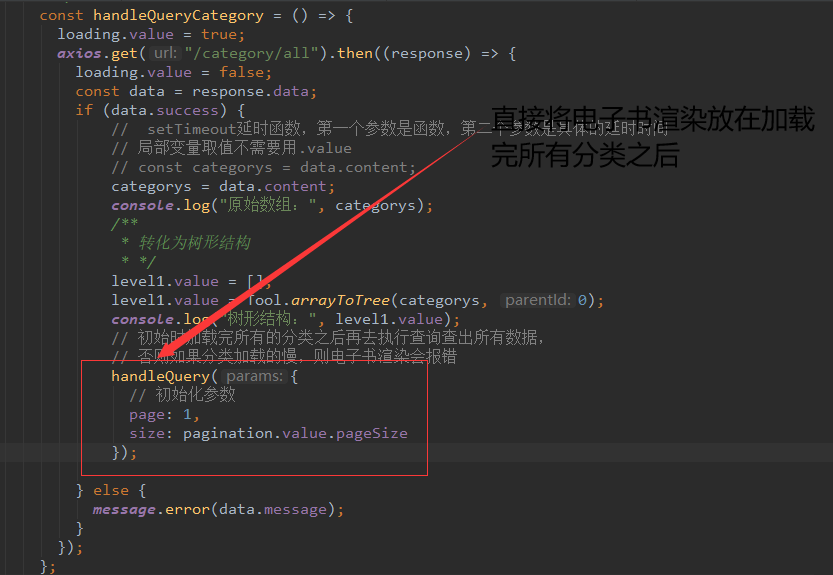 const handleQueryCategory = () => {
loading.value = true;
axios.get( url: "/category/all").then((response) => {
loading.value = false;
const data = response.data;
if (data.success) {
// setTimeout延时函数，第一个参数是函数，第二个参数是具体的延时时间
直接将电子书渲染放在加载
完所有分类之后
// 局部变量取值不需要用.value
// const categorys = data.content;
categorys = data.content;
console.log("原始数组：", categorys);
/**
* 转化为树形结构
* */
level1.value = [];
level1.value = Tool.arrayToTree(categorys, parentId: 0);
console.log("树形结构：", level1.value);
// 初始时加载完所有的分类之后再去执行查询查出所有数据，
// 否则如果分类加载的慢，则电子书渲染会报错
handleQuery( params: {
// 初始化参数
page: 1,
size: pagination.value.pageSize
});
} else {
message.error(data.message);
}
});
};